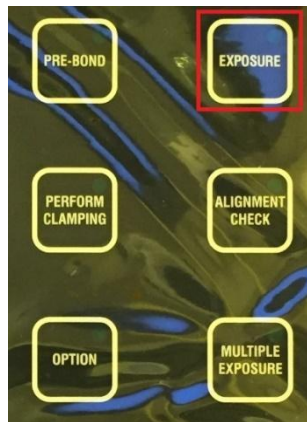 PRE-BOND
EXPOSURE
PERFORM
CLAMPING
ALIGNMENT
CHECK
OPTION
MULTIPLE
EXPOSURE